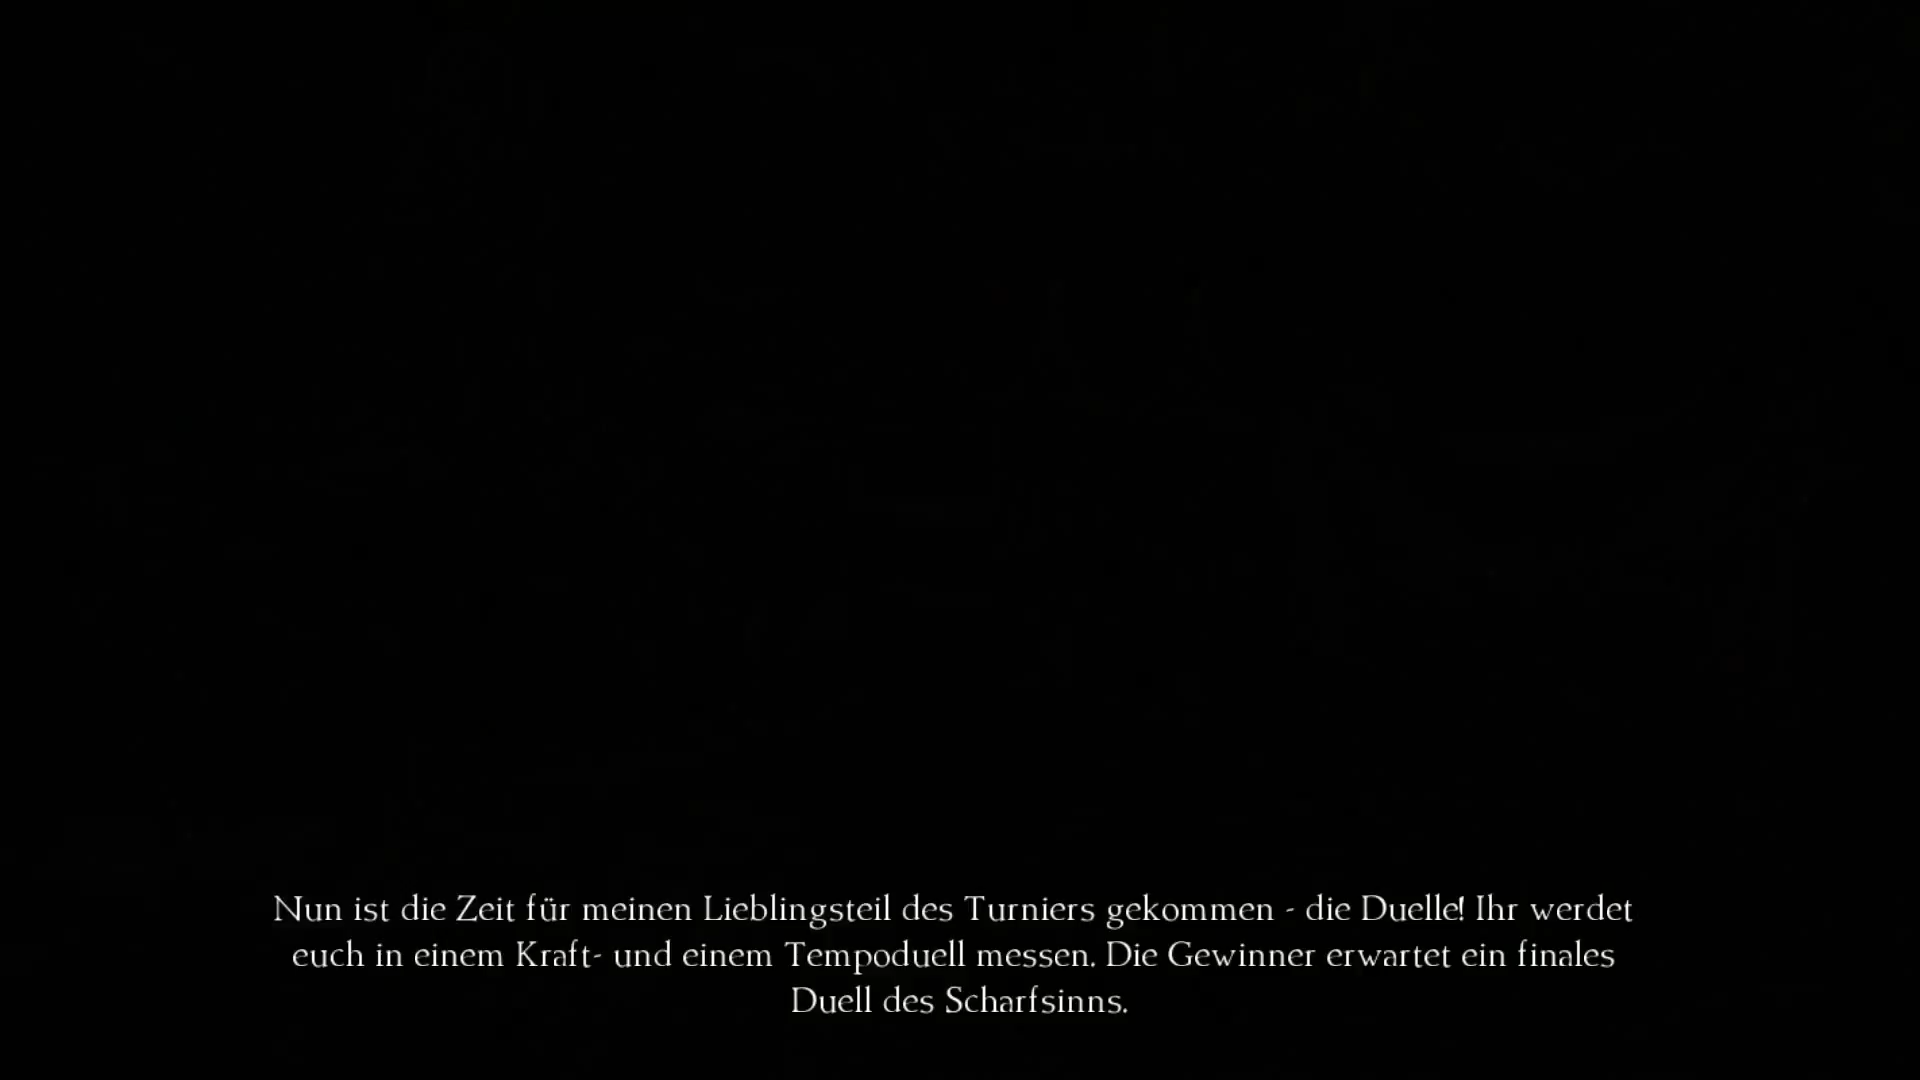 Nun ist die Zeit für meinen Lieblingsteil des Turniers gekommen - die Duelle! Ihr werdet
euch in einem Kraft- und einem Tempoduell messen. Die Gewinner erwartet ein finales
Duell des Scharfsinns.